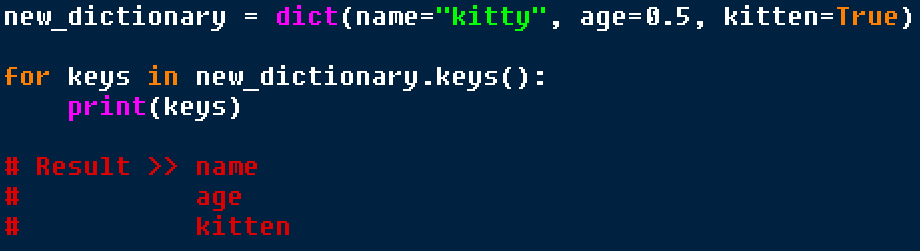 new_dictionary = dict(name="kitty", age=0.5, kitten=True)
for keys in new_dictionary.keys():
    print(keys)
# Result >> name
#           age
#           kitten